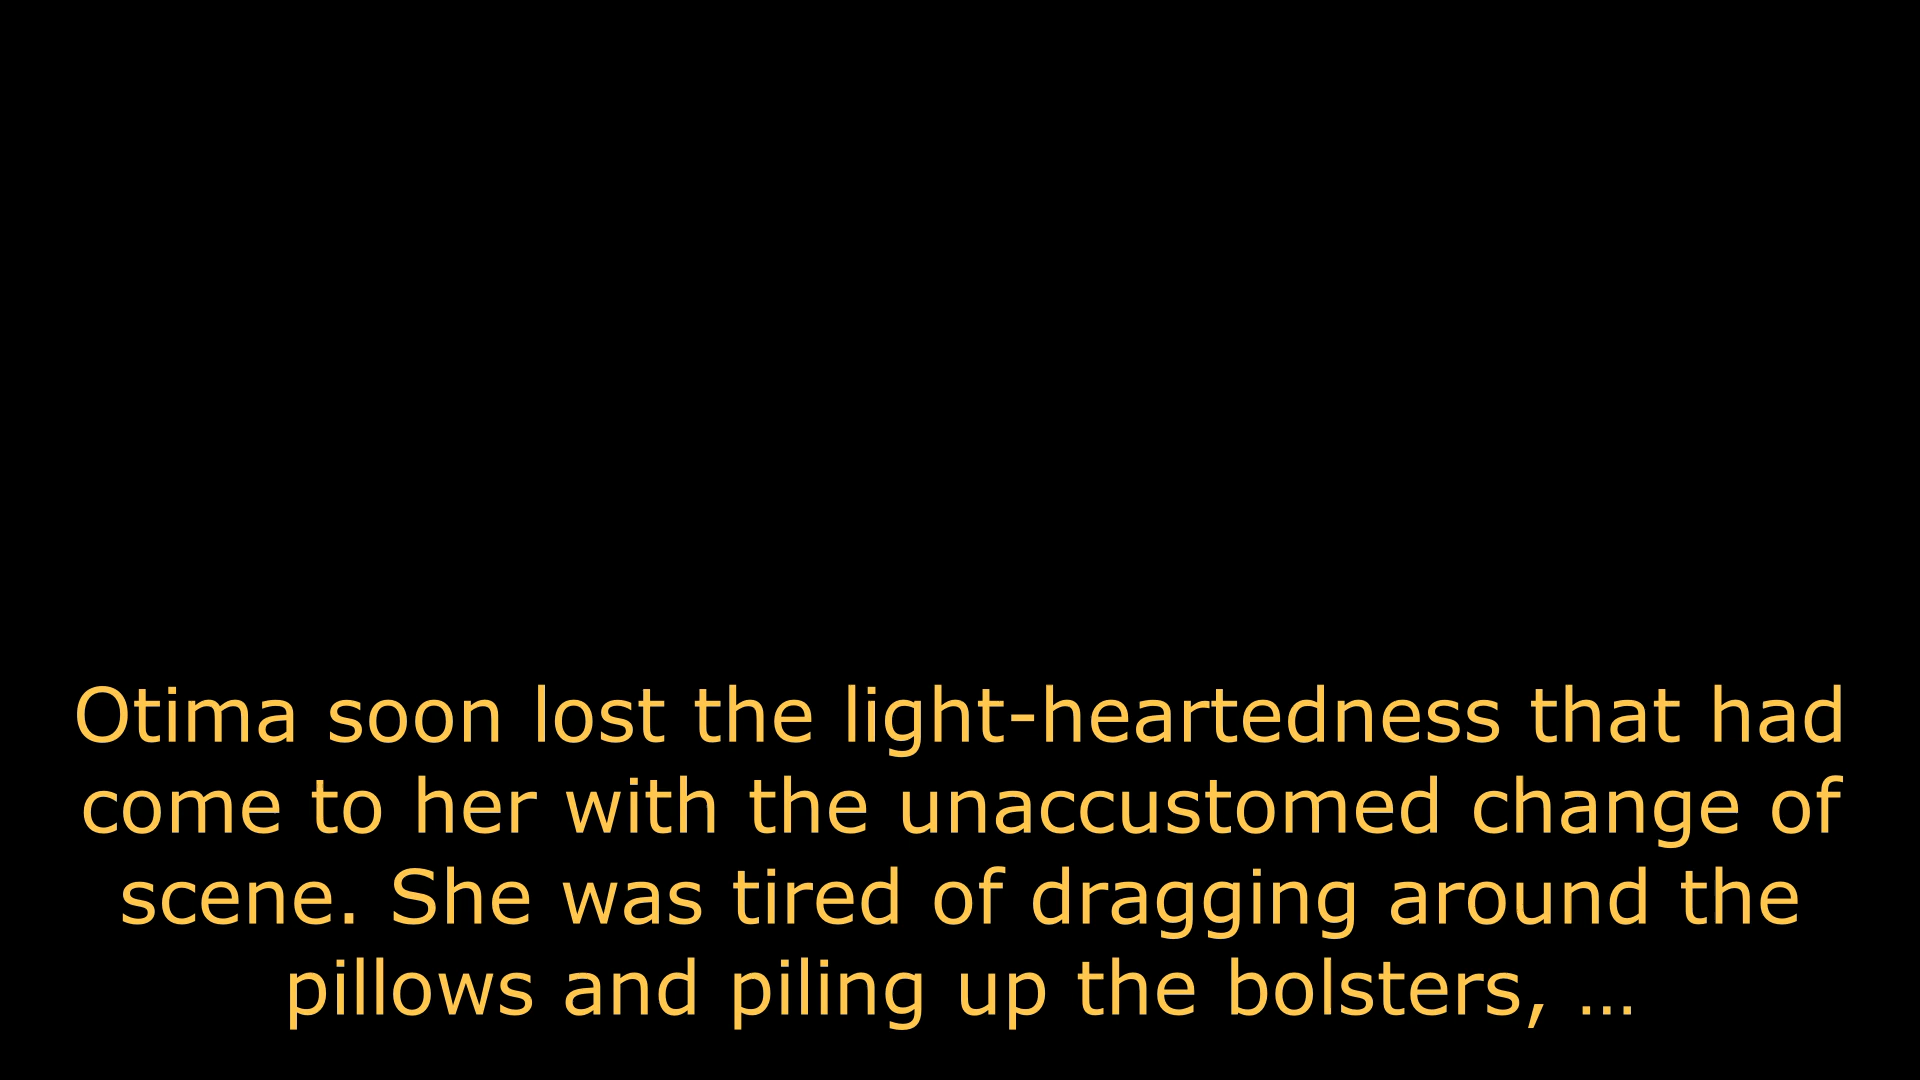 Otima soon lost the light-heartedness that had
come to her with the unaccustomed change of
scene. She was tired of dragging around the
pillows and piling up the bolsters, ...